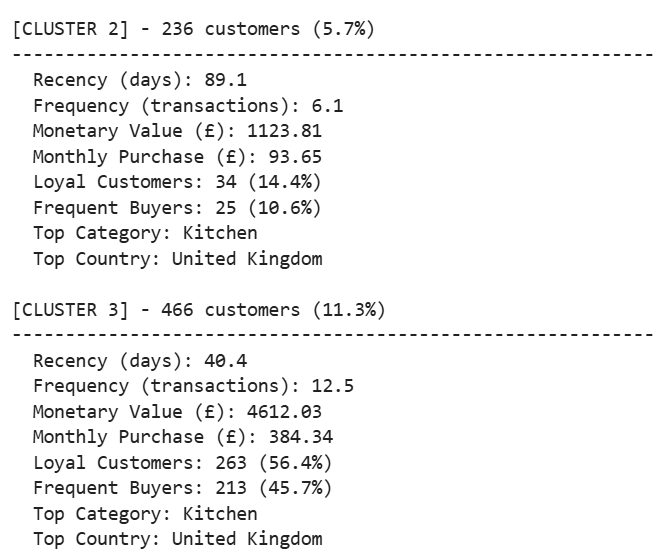 [CLUSTER 2] - 236 customers (5.7%)
------------------------------------------------------------
Recency (days): 89.1
Frequency (transactions): 6.1
Monetary Value (£): 1123.81
Monthly Purchase (£): 93.65
Loyal Customers: 34 (14.4%)
Frequent Buyers: 25 (10.6%)
Top Category: Kitchen
Top Country: United Kingdom
[CLUSTER 3] - 466 customers (11.3%)
------------------------------------------------------------
Recency (days): 40.4
Frequency (transactions): 12.5
Monetary Value (£): 4612.03
Monthly Purchase (£): 384.34
Loyal Customers: 263 (56.4%)
Frequent Buyers: 213 (45.7%)
Top Category: Kitchen
Top Country: United Kingdom